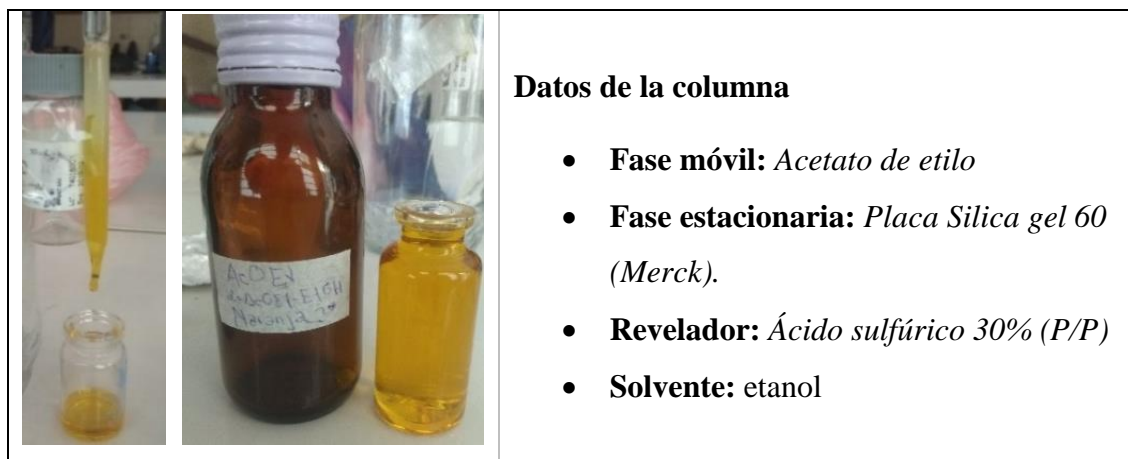 AcOEt
Naranja
Datos de la columna
• Fase móvil: Acetato de etilo
• Fase estacionaria: Placa Silica gel 60
(Merck).
• Revelador: Ácido sulfúrico 30% (P/P)
• Solvente: etanol